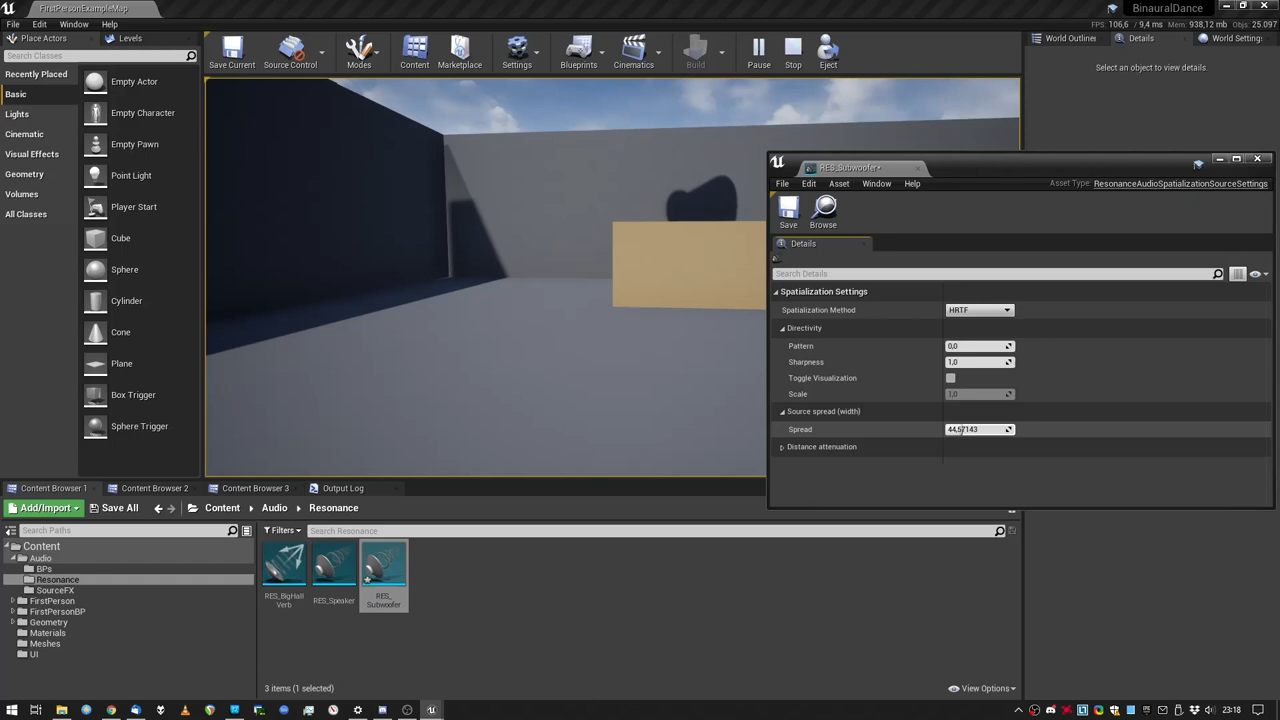 FirstPersonExampleMap
BinauralDance
File Edit Window Help
FPS: 106,6 / 9,4 ms Mem: 938,12 mb Objs: 25.097
Place Actors
Levels
Search Classes
Recently Placed
Basic
Lights
Cinematic
Visual Effects
Geometry
Volumes
All Classes
Empty Actor
Empty Character
Empty Pawn
Point Light
Player Start
Cube
Sphere
Cylinder
Cone
Plane
Box Trigger
Sphere Trigger
Save Current
Source Control
Modes
Content
Marketplace
Settings
Blueprints
Cinematics
Build
Pause
Stop
Eject
World Outliner
Details
World Settings
Select an object to view details.
RES_Subwoofer*
File Edit Asset Window Help
Asset Type: ResonanceAudioSpatializationSourceSettings
Save
Browse
Details
Search Details
Spatialization Settings
Spatialization Method HRTF
Directivity
Pattern 0,0
Sharpness 1,0
Toggle Visualization
Scale 1,0
Source spread (width)
Spread 44,57143
Distance attenuation
Content Browser 1
Content Browser 2
Content Browser 3
Output Log
Add/Import
Save All
Content
Audio
Resonance
Search Paths
Filters
Search Resonance
Content
Audio
BPs
Resonance
SourceFX
FirstPerson
FirstPersonBP
Geometry
Materials
Meshes
UI
RES_BigHall
Verb
RES_Speaker
RES_
Subwoofer
3 items (1 selected)
View Options
23:18